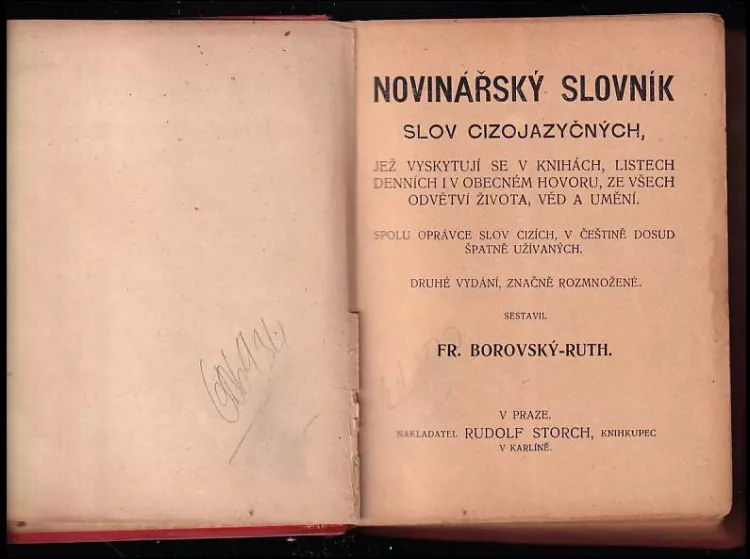 NOVINÁŘSKÝ SLOVNÍK
SLOV CIZOJAZYČNÝCH,
JEŽ VYSKYTUJÍ SE V KNIHÁCH, LISTECH
DENNÍCH I V OBECNÉM HOVORU, ZE VŠECH
ODVĚTVÍ ŽIVOTA, VĚD A UMĚNÍ.
SPOLU OPRÁVCE SLOV CIZÍCH, V ČEŠTINĚ DOSUD
ŠPATNĚ UŽÍVANÝCH.
DRUHÉ VYDÁNÍ, ZNAČNĚ ROZMNOŽENÉ.
SESTAVIL
FR. BOROVSKÝ-RUTH.
V PRAZE.
NAKLADATEL RUDOLF STORCH, KNIHKUPEC
V KARLÍNĚ.